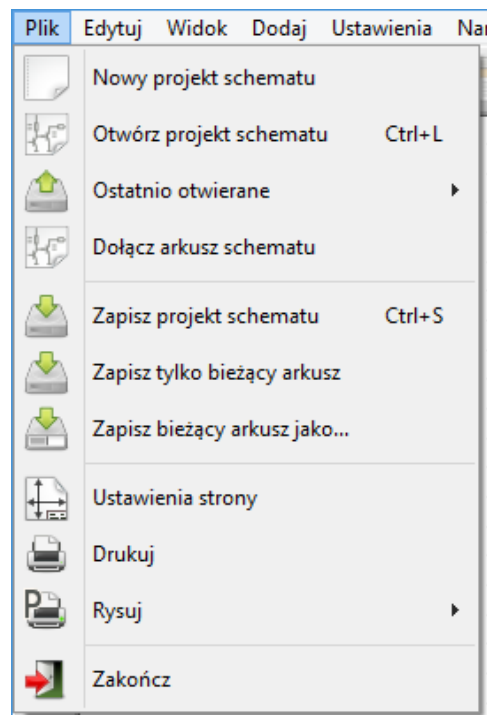 Plik Edytuj Widok Dodaj Ustawienia
Nowy projekt schematu
Otwórz projekt schematu Ctrl+L
Ostatnio otwierane
Dołącz arkusz schematu
Zapisz projekt schematu Ctrl+S
Zapisz tylko bieżący arkusz
Zapisz bieżący arkusz jako...
Ustawienia strony
Drukuj
Rysuj
Zakończ